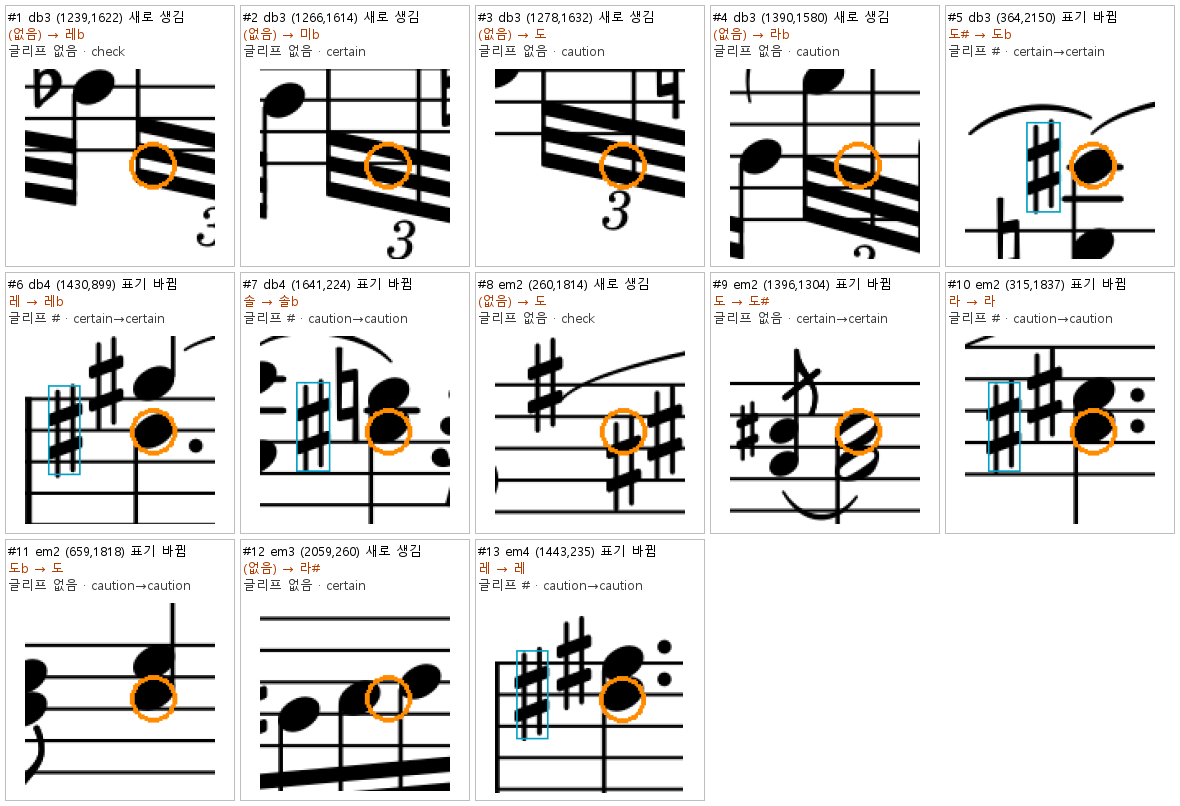 #1 db3 (1239,1622) 새로 생김
(없음) → 레b
글리프 없음 · check
3
#2 db3 (1266,1614) 새로 생김
(없음) → 미b
글리프 없음 · certain
3
#3 db3 (1278,1632) 새로 생김
(없음) → 도
글리프 없음 · caution
3
#4 db3 (1390,1580) 새로 생김
(없음) → 라b
글리프 없음 · caution
3
#5 db3 (364,2150) 표기 바뀜
도# → 도b
글리프 # · certain→certain
#6 db4 (1430,899) 표기 바뀜
레 → 레b
글리프 # · certain→certain
#7 db4 (1641,224) 표기 바뀜
솔 → 솔b
글리프 # · caution→caution
#8 em2 (260,1814) 새로 생김
(없음) → 도
글리프 없음 · check
#9 em2 (1396,1304) 표기 바뀜
도 → 도#
글리프 없음 · certain→certain
#10 em2 (315,1837) 표기 바뀜
라 → 라
글리프 # · caution→caution
#11 em2 (659,1818) 표기 바뀜
도b → 도
글리프 없음 · caution→caution
#12 em3 (2059,260) 새로 생김
(없음) → 라#
글리프 없음 · certain
#13 em4 (1443,235) 표기 바뀜
레 → 레
글리프 # · caution→caution